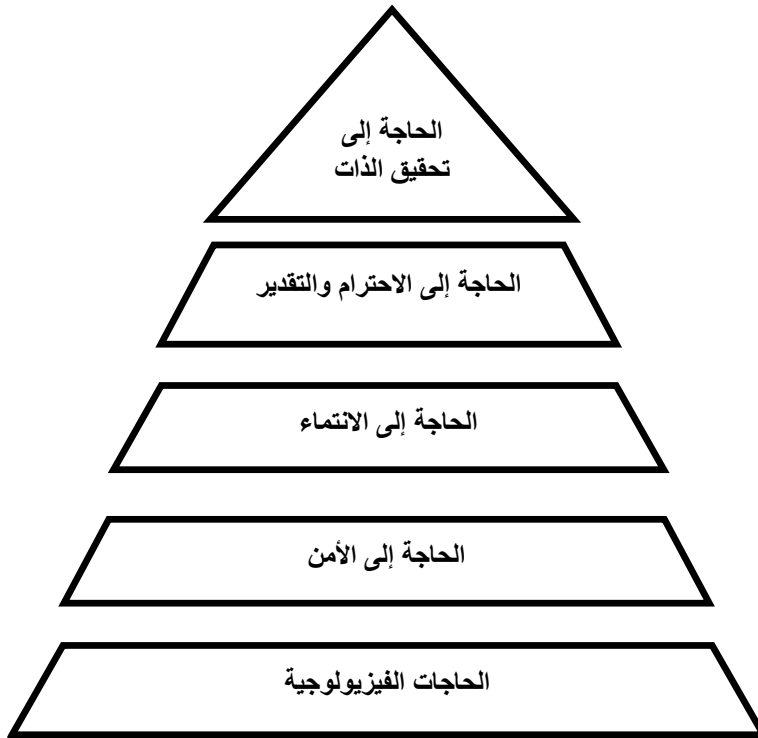 الحاجة إلى
تحقيق الذات
الحاجة إلى الاحترام والتقدير
الحاجة إلى الانتماء
الحاجة إلى الأمن
الحاجات الفيزيولوجية